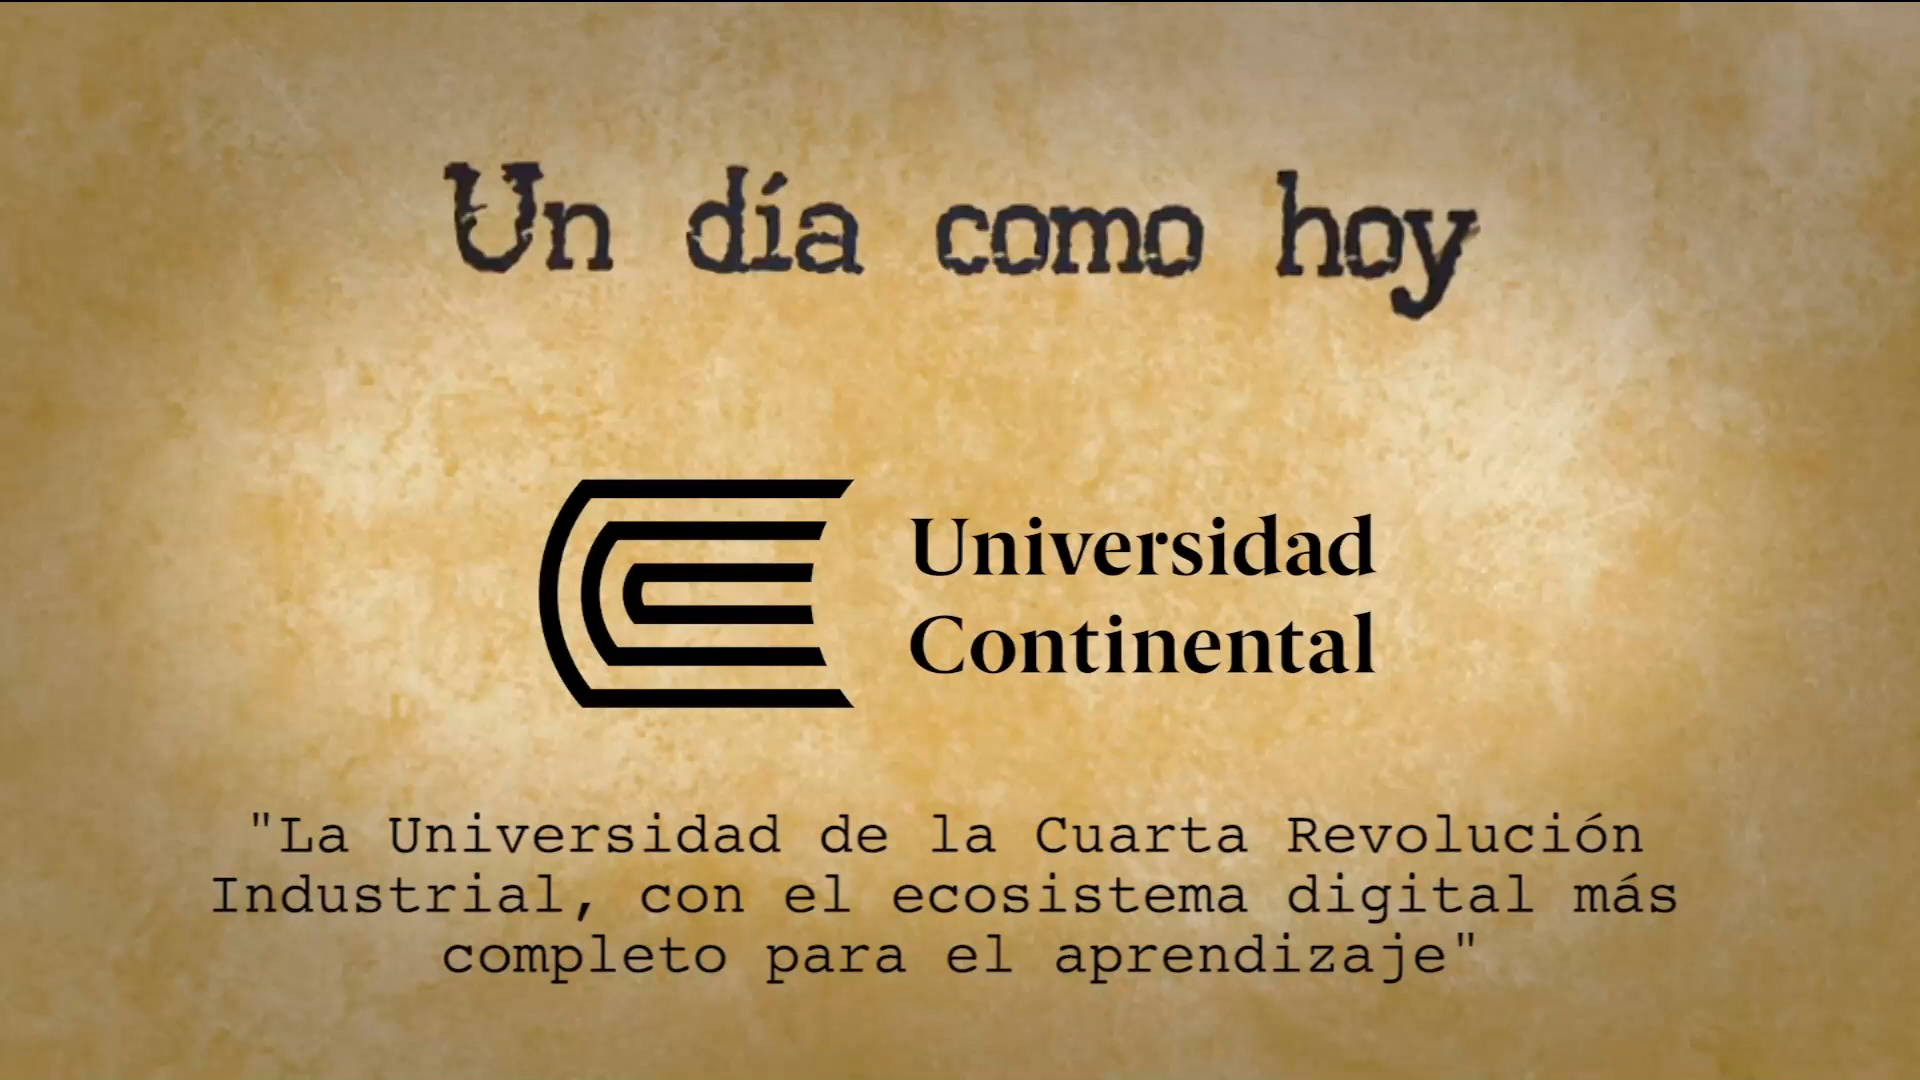 Un día como hoy
Universidad
Continental
"La Universidad de la Cuarta Revolución
Industrial, con el ecosistema digital más
completo para el aprendizaje"